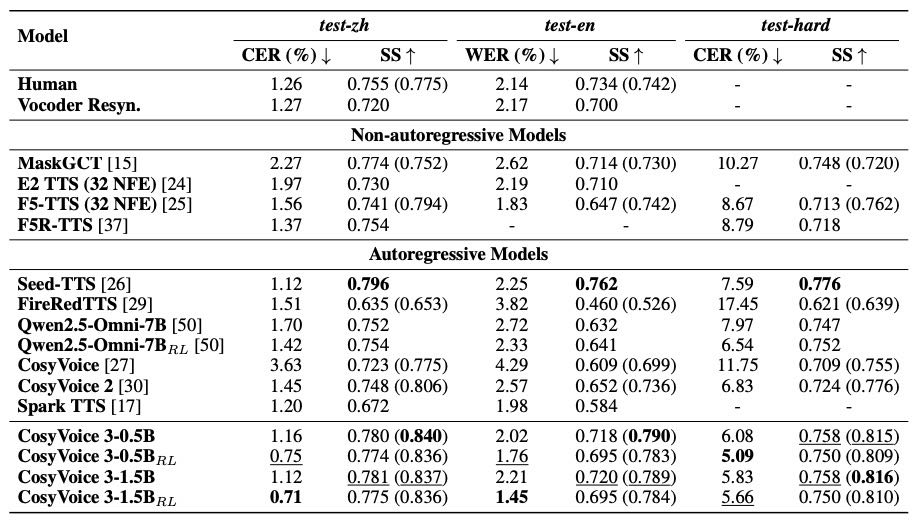 Model test-zh test-en test-hard
CER (%) ↓ SS ↑ WER (%) ↓ SS ↑ CER (%) ↓ SS ↑
Human 1.26 0.755 (0.775) 2.14 0.734 (0.742) - -
Vocoder Resyn. 1.27 0.720 2.17 0.700 - -
Non-autoregressive Models
MaskGCT [15] 2.27 0.774 (0.752) 2.62 0.714 (0.730) 10.27 0.748 (0.720)
E2 TTS (32 NFE) [24] 1.97 0.730 2.19 0.710 - -
F5-TTS (32 NFE) [25] 1.56 0.741 (0.794) 1.83 0.647 (0.742) 8.67 0.713 (0.762)
F5R-TTS [37] 1.37 0.754 - - 8.79 0.718
Autoregressive Models
Seed-TTS [26] 1.12 0.796 2.25 0.762 7.59 0.776
FireRedTTS [29] 1.51 0.635 (0.653) 3.82 0.460 (0.526) 17.45 0.621 (0.639)
Qwen2.5-Omni-7B [50] 1.70 0.752 2.72 0.632 7.97 0.747
Qwen2.5-Omni-7B RL [50] 1.42 0.754 2.33 0.641 6.54 0.752
CosyVoice [27] 3.63 0.723 (0.775) 4.29 0.609 (0.699) 11.75 0.709 (0.755)
CosyVoice 2 [30] 1.45 0.748 (0.806) 2.57 0.652 (0.736) 6.83 0.724 (0.776)
Spark TTS [17] 1.20 0.672 1.98 0.584 - -
CosyVoice 3-0.5B 1.16 0.780 (0.840) 2.02 0.718 (0.790) 6.08 0.758 (0.815)
CosyVoice 3-0.5B RL 0.75 0.774 (0.836) 1.76 0.695 (0.783) 5.09 0.750 (0.809)
CosyVoice 3-1.5B 1.12 0.781 (0.837) 2.21 0.720 (0.789) 5.83 0.758 (0.816)
CosyVoice 3-1.5B RL 0.71 0.775 (0.836) 1.45 0.695 (0.784) 5.66 0.750 (0.810)